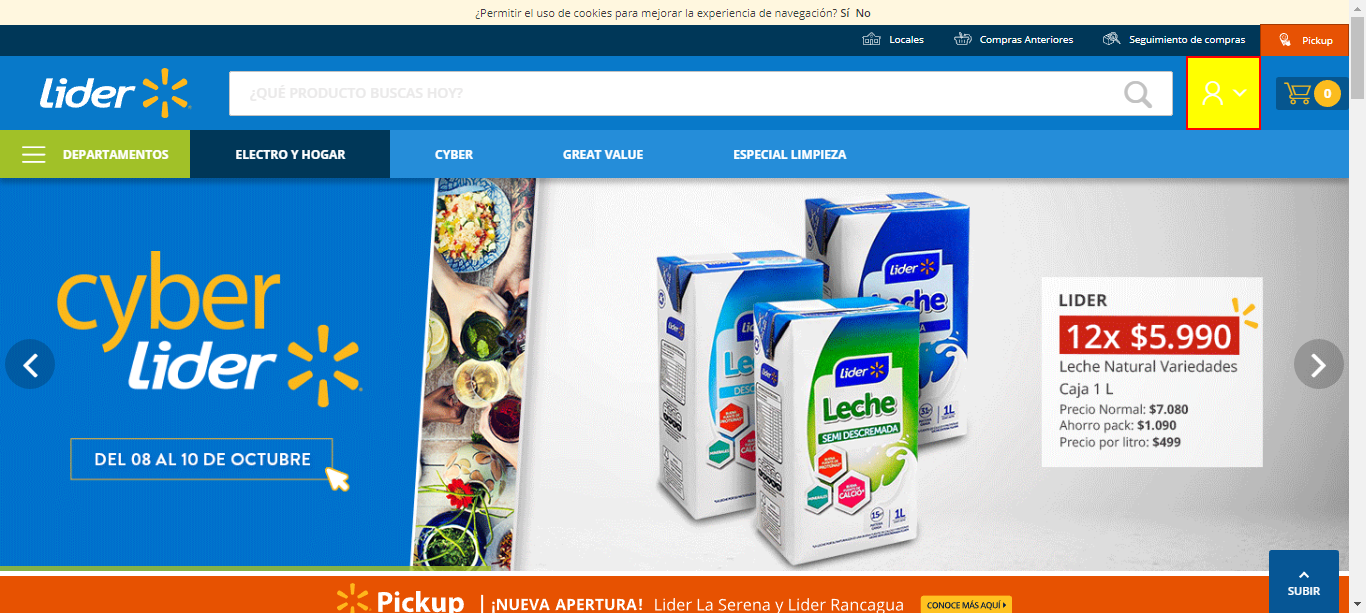 ¿Permitir el uso de cookies para mejorar la experiencia de navegación? Sí No
Locales
Compras Anteriores
Seguimiento de compras
Pickup
Lider
¿QUÉ PRODUCTO BUSCAS HOY?
0
DEPARTAMENTOS
ELECTRO Y HOGAR
CYBER
GREAT VALUE
ESPECIAL LIMPIEZA
cyber
lider
DEL 08 AL 10 DE OCTUBRE
lider
Leche
SEMI DESCREMADA
MINERALES
CALCIO
1L
LIDER
12x $5.990
Leche Natural Variedades
Caja 1 L
Precio Normal: $7.080
Ahorro pack: $1.090
Precio por litro: $499
SUBIR
Pickup | ¡NUEVA APERTURA! Lider La Serena y Lider Rancagua
CONOCE MÁS AQUÍ